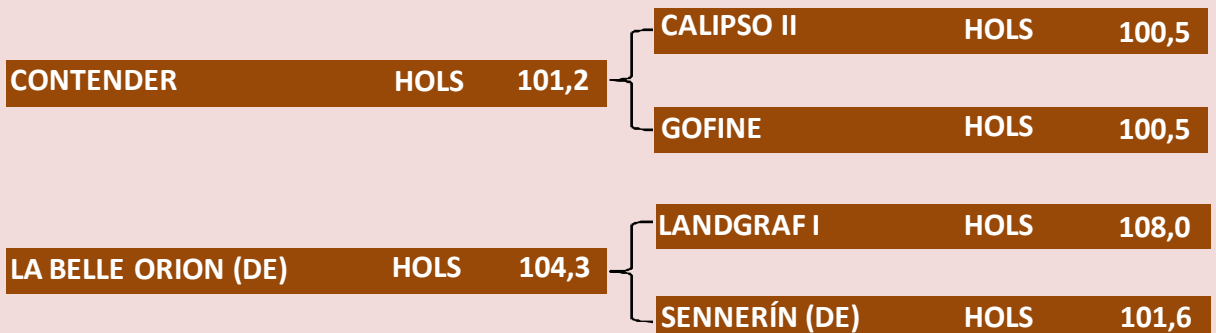 CALIPSO II HOLS 100,5
CONTENDER HOLS 101,2
GOFINE HOLS 100,5
LANDGRAF I HOLS 108,0
LA BELLE ORION (DE) HOLS 104,3
SENNERÍN (DE) HOLS 101,6